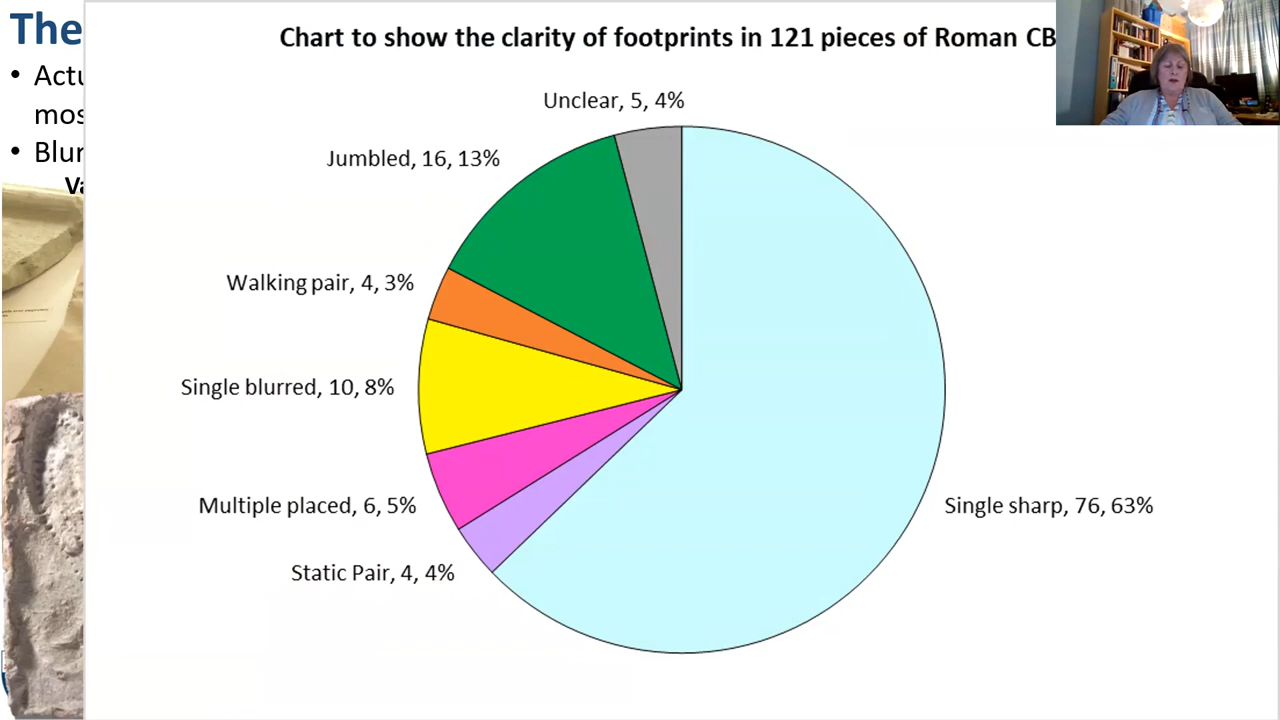 The
• Actu
mos
• Blur
Va
Chart to show the clarity of footprints in 121 pieces of Roman CB
Unclear, 5, 4%
Jumbled, 16, 13%
Walking pair, 4, 3%
Single blurred, 10, 8%
Multiple placed, 6, 5%
Single sharp, 76, 63%
Static Pair, 4, 4%